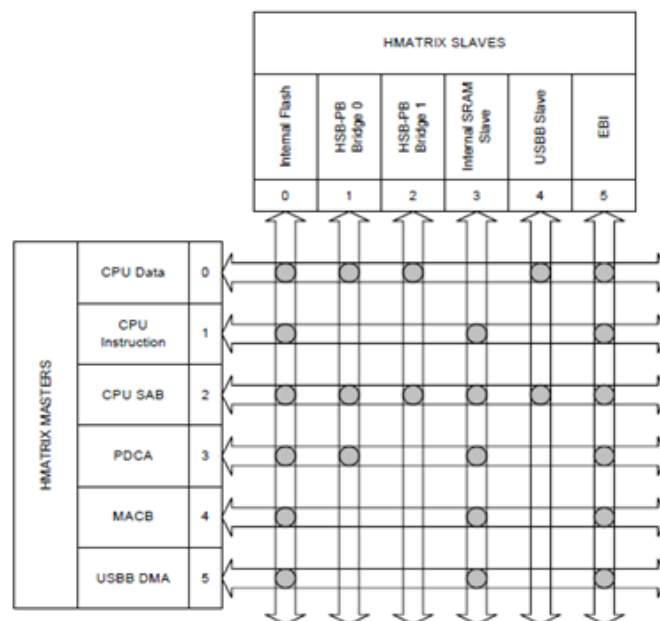 HMATRIX SLAVES
Internal Flash
HSB-PB
Bridge 0
HSB-PB
Bridge 1
Internal SRAM
Slave
USBB Slave
EBI
0
1
2
3
4
5
HMATRIX MASTERS
CPU Data
0
CPU
Instruction
1
CPU SAB
2
PDCA
3
MACB
4
USBB DMA
5